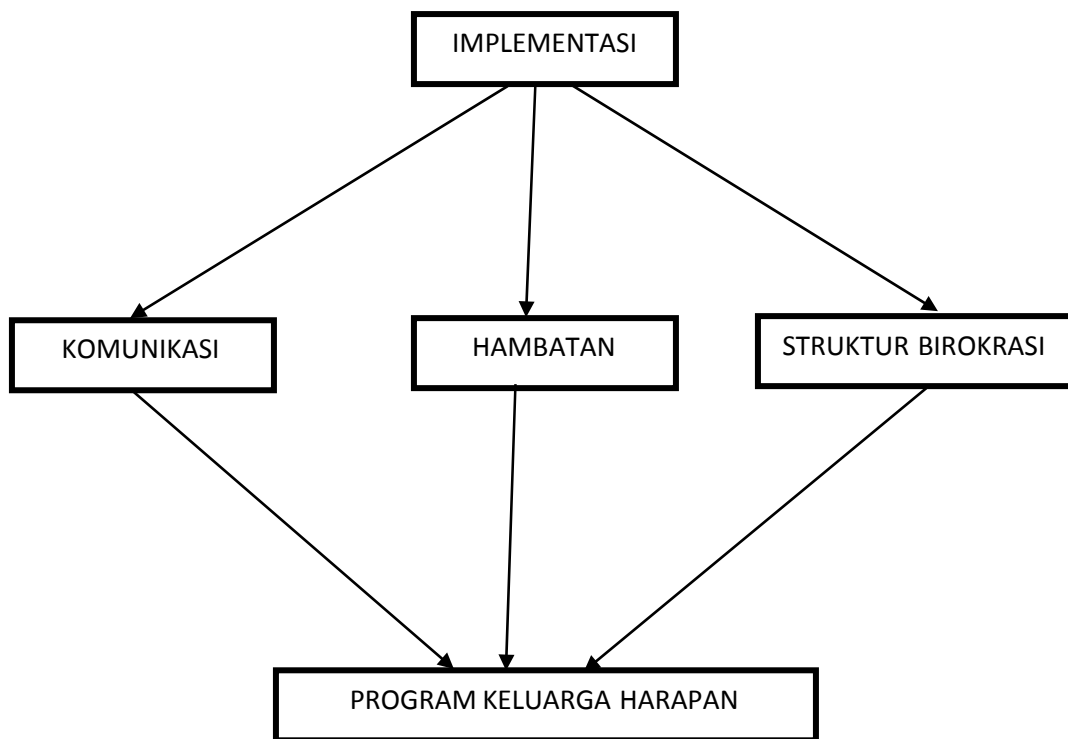 IMPLEMENTASI
KOMUNIKASI
HAMBATAN
STRUKTUR BIROKRASI
PROGRAM KELUARGA HARAPAN